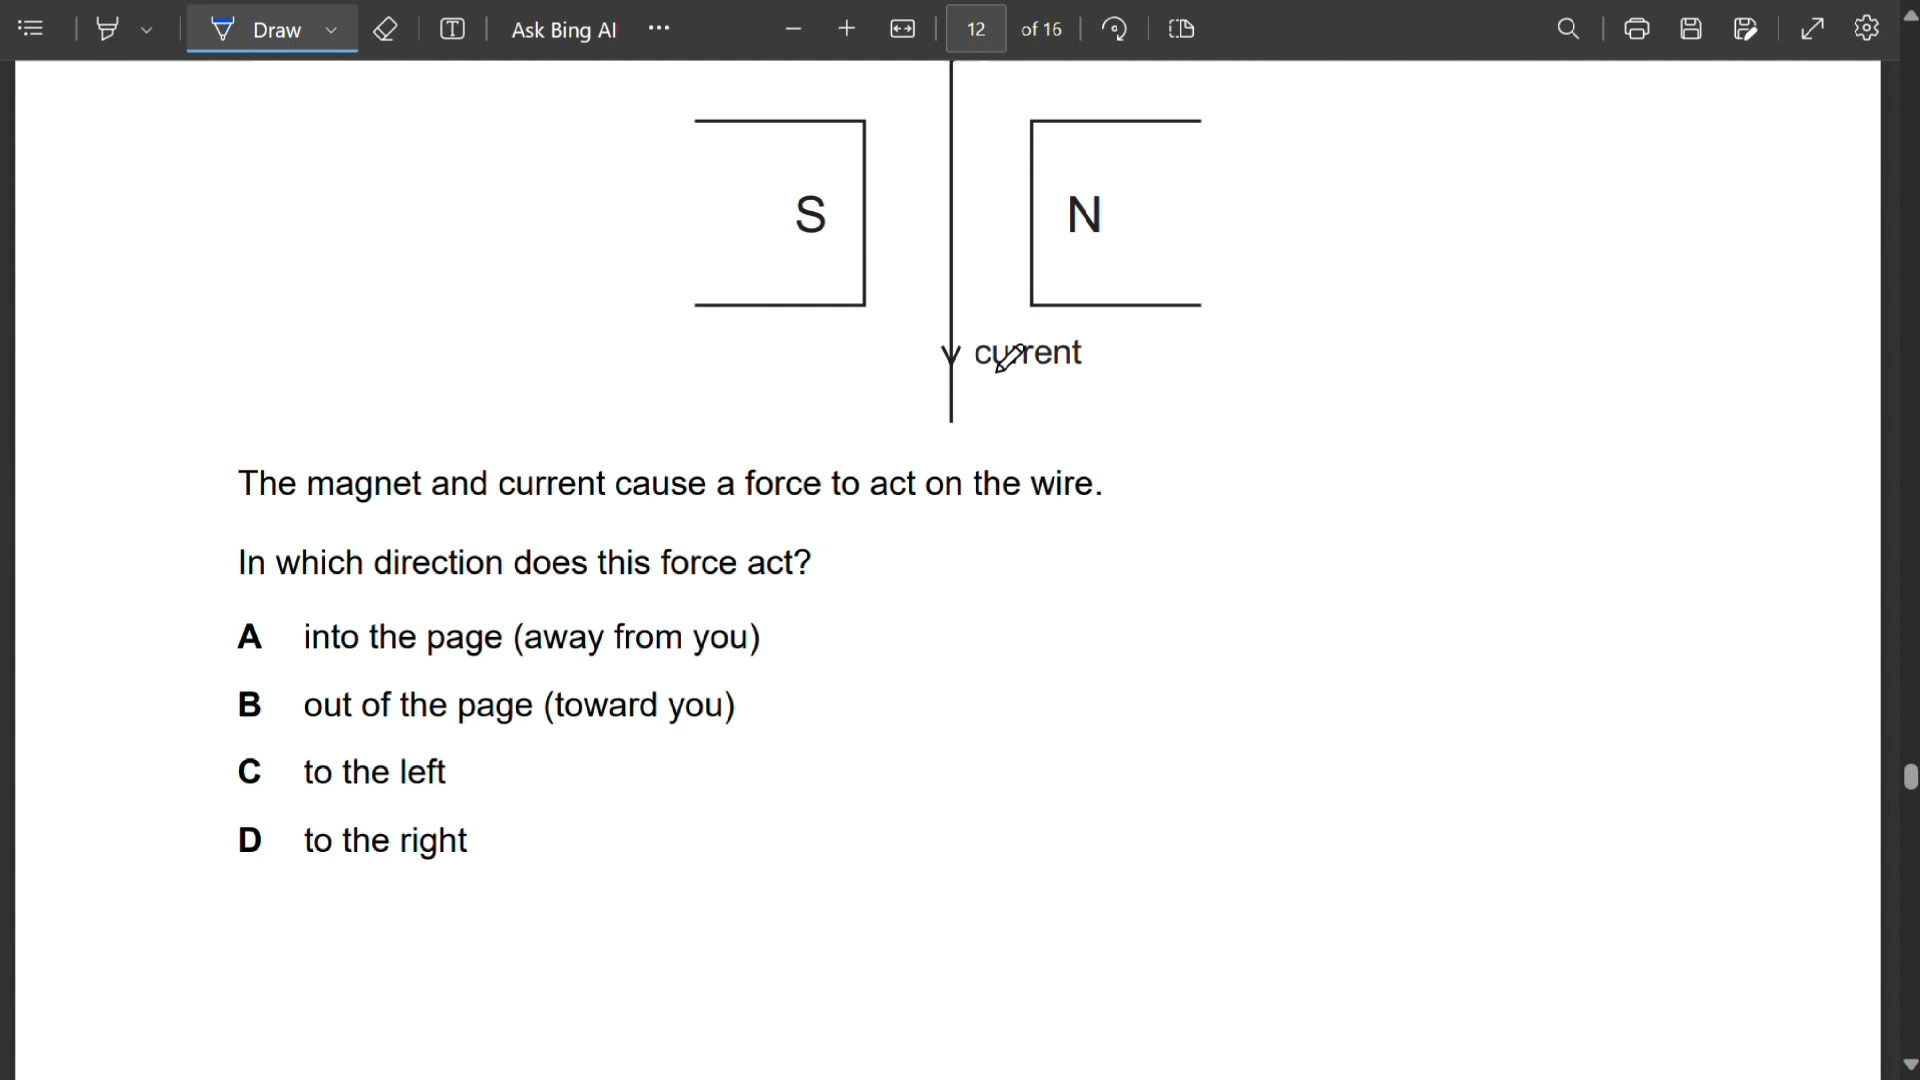 Draw
Ask Bing AI
12 of 16
S N
current
The magnet and current cause a force to act on the wire.
In which direction does this force act?
A into the page (away from you)
B out of the page (toward you)
C to the left
D to the right